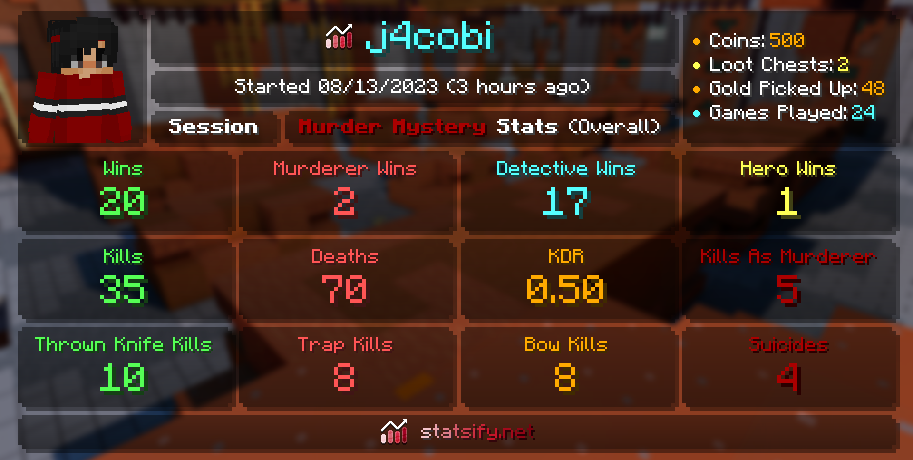 j4cobi
Started 08/13/2023 (3 hours ago)
Session
Murder Mystery Stats (Overall)
• Coins: 500
• Loot Chests: 2
• Gold Picked Up: 48
• Games Played: 24
Wins
20
Murderer Wins
2
Detective Wins
17
Hero Wins
1
Kills
35
Deaths
70
KDR
0.50
Kills As Murderer
5
Thrown Knife Kills
10
Trap Kills
8
Bow Kills
8
Suicides
4
statsify.net